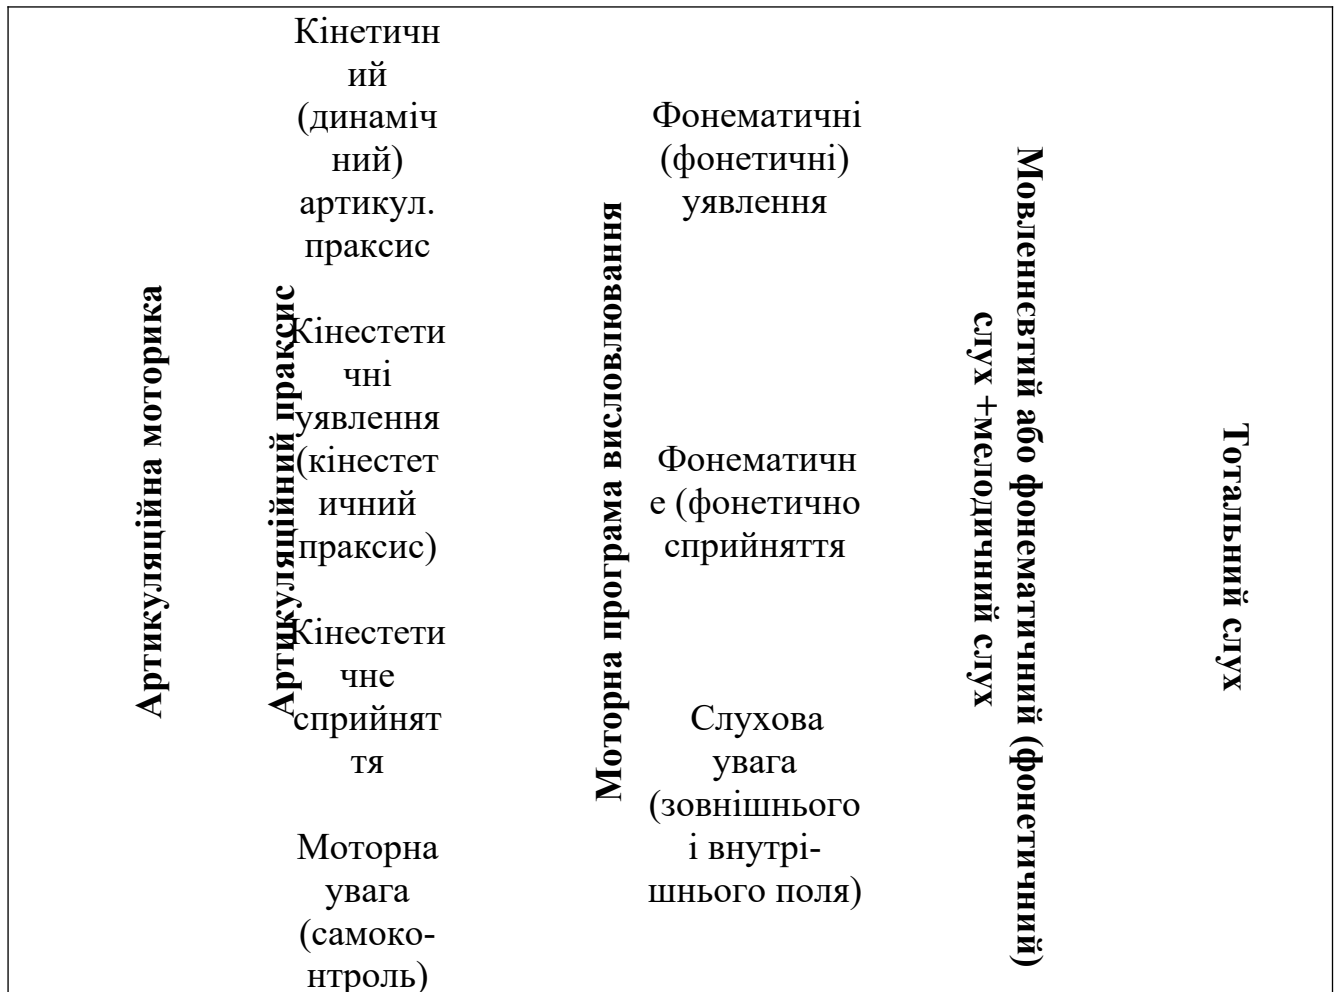 Артикуляційна моторика
Артикуляційний праксис
Кінетичн
ий
(динаміч
ний)
артикул.
праксис
Кінестети
чні
уявлення
(кінестет
ичний
праксис)
Кінестети
чне
сприйнят
тя
Моторна
увага
(самоко-
нтроль)
Моторна програма висловлювання
Фонематичні
(фонетичні)
уявлення
Фонематичн
е (фонетично
сприйняття
Слухова
увага
(зовнішнього
і внутрі-
шнього поля)
Мовленнєвтий або фонематичний (фонетичний)
слух +мелодичний слух
Тотальний слух